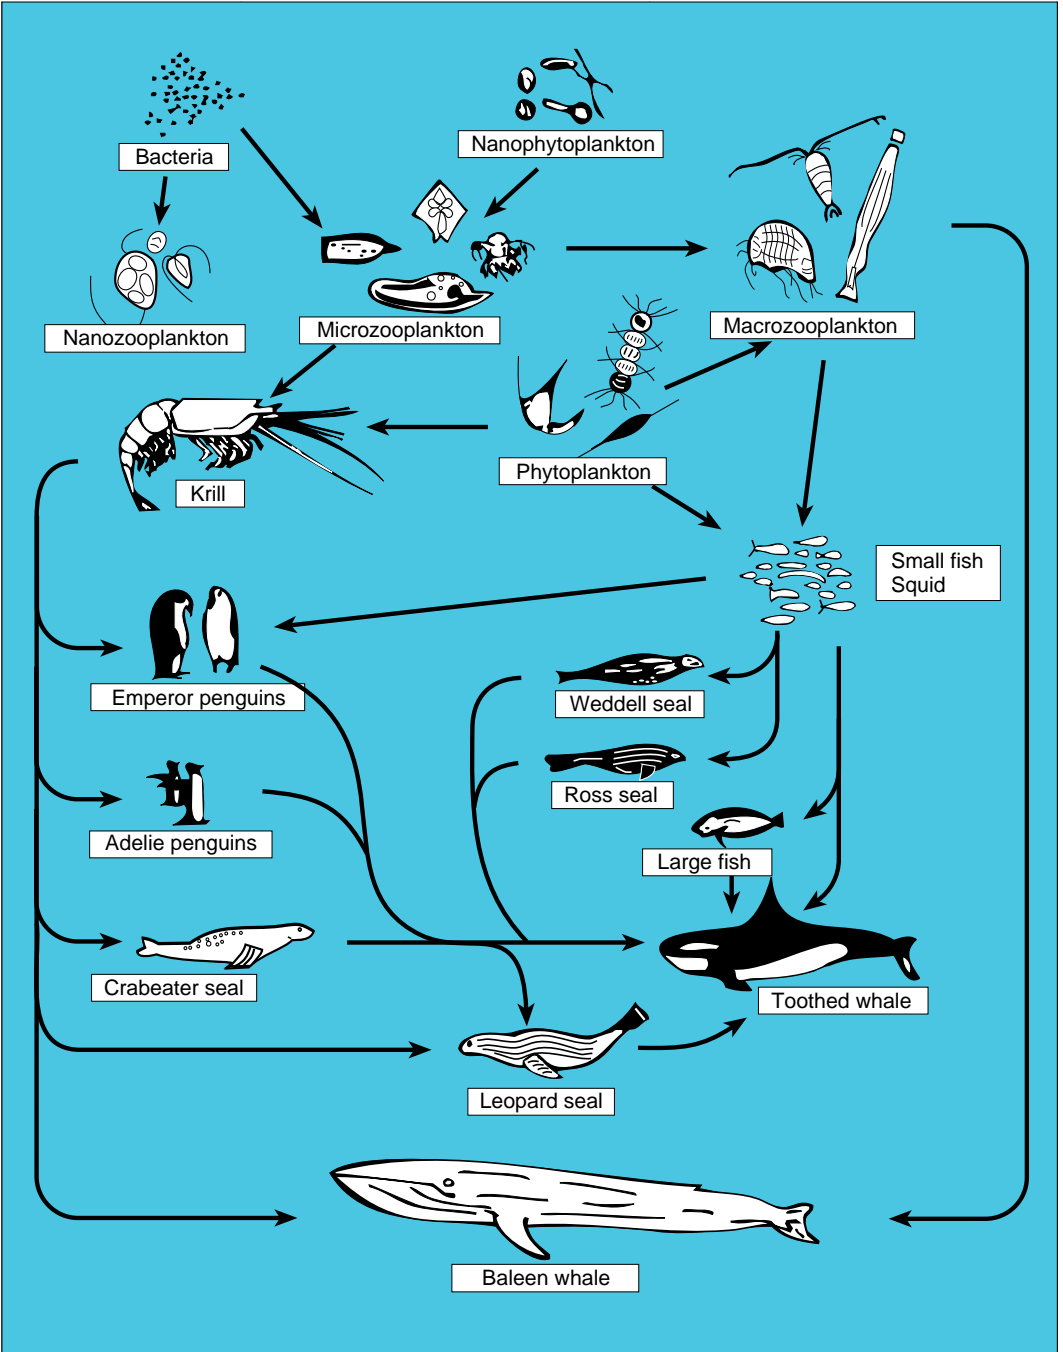 Nanophytoplankton
Bacteria
Nanozooplankton
Microzooplankton
Macrozooplankton
Phytoplankton
Krill
Small fish
Squid
Emperor penguins
Weddell seal
Ross seal
Adelie penguins
Large fish
Crabeater seal
Toothed whale
Leopard seal
Baleen whale